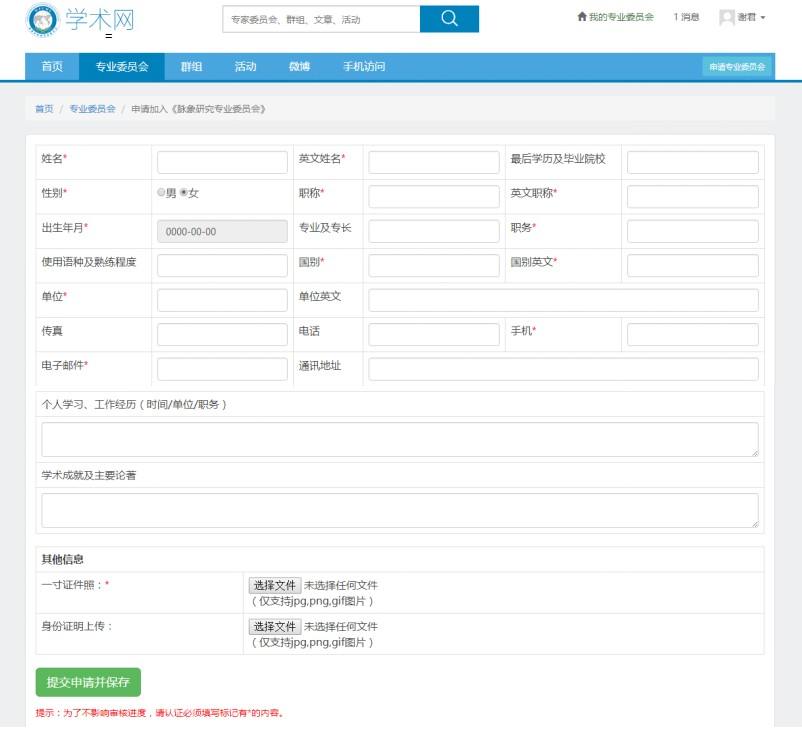 学术网
专家委员会、群组、文章、活动
我的专业委员会 1 消息 谢君
首页 专业委员会 群组 活动 微博 手机访问 申请专业委员会
首页 / 专业委员会 / 申请加入《脉象研究专业委员会》
姓名* 英文姓名* 最后学历及毕业院校
性别* 男 女 职称* 英文职称*
出生年月* 0000-00-00 专业及专长 职务*
使用语种及熟练程度 国别* 国别英文*
单位* 单位英文
传真 电话 手机*
电子邮件* 通讯地址
个人学习、工作经历（时间/单位/职务）
学术成就及主要论著
其他信息
一寸证件照：* 选择文件 未选择任何文件
（仅支持jpg,png,gif图片）
身份证明上传： 选择文件 未选择任何文件
（仅支持jpg,png,gif图片）
提交申请并保存
提示：为了不影响审核进度，请认证必须填写标记有*的内容。